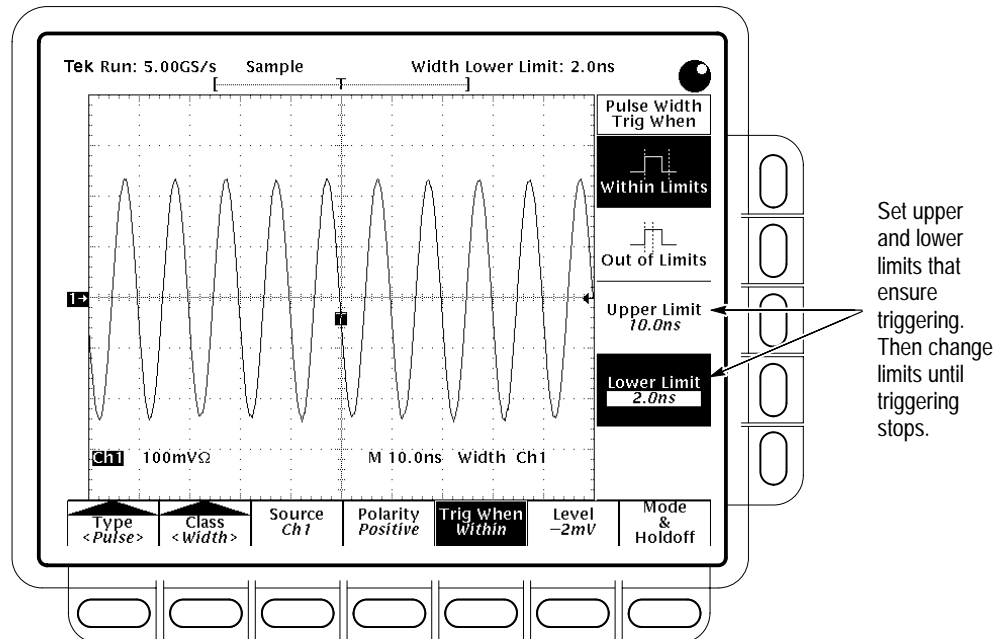 Tek Run: 5.00GS/s Sample Width Lower Limit: 2.0ns
[ T ]
Pulse Width
Trig When
Within Limits
Out of Limits
Upper Limit
10.0ns
Lower Limit
2.0ns
1→
T
Ch1 100mVΩ M 10.0ns Width Ch1
Type
<Pulse>
Class
<Width>
Source
Ch1
Polarity
Positive
Trig When
Within
Level
−2mV
Mode
&
Holdoff
Set upper
and lower
limits that
ensure
triggering.
Then change
limits until
triggering
stops.